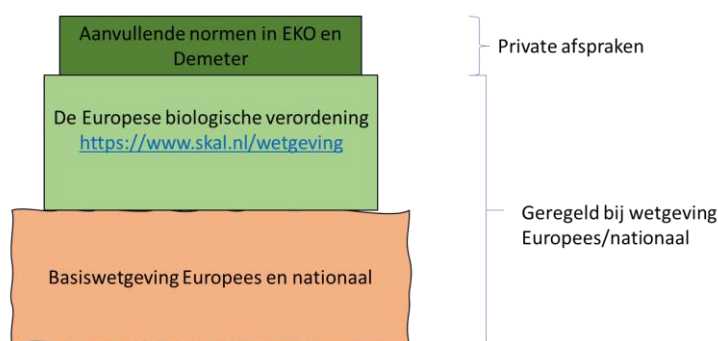 Aanvullende normen in EKO en
Demeter
Private afspraken
De Europese biologische verordening
https://www.skal.nl/wetgeving
Geregeld bij wetgeving
Europees/nationaal
Basiswetgeving Europees en nationaal